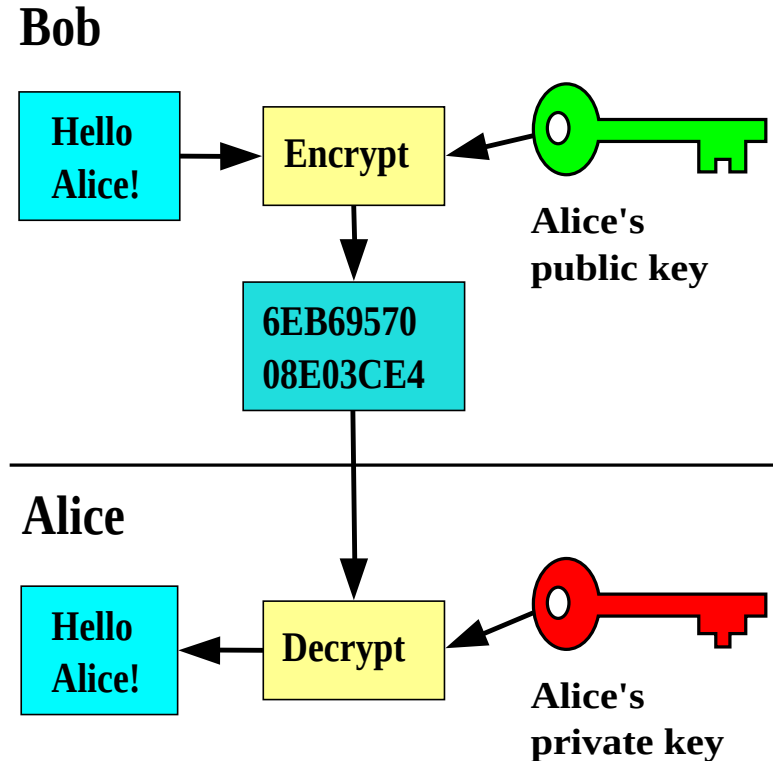 Bob
Hello
Alice!
Encrypt
Alice's
public key
6EB69570
08E03CE4
Alice
Hello
Alice!
Decrypt
Alice's
private key